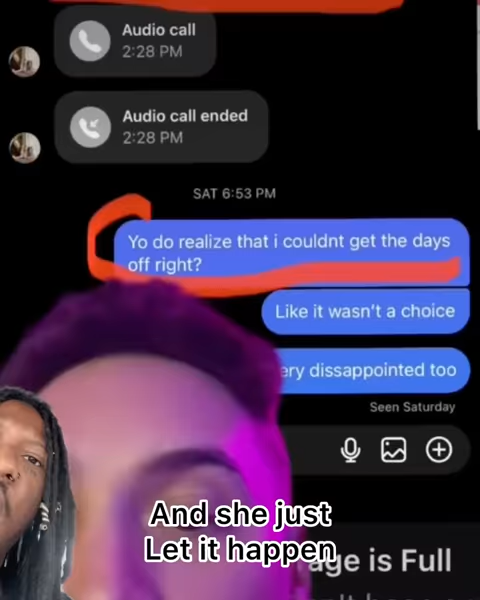 Audio call
2:28 PM
Audio call ended
2:28 PM
SAT 6:53 PM
Yo do realize that i couldnt get the days
off right?
Like it wasn't a choice
ery dissappointed too
Seen Saturday
And she just
Let it happen
age is Full